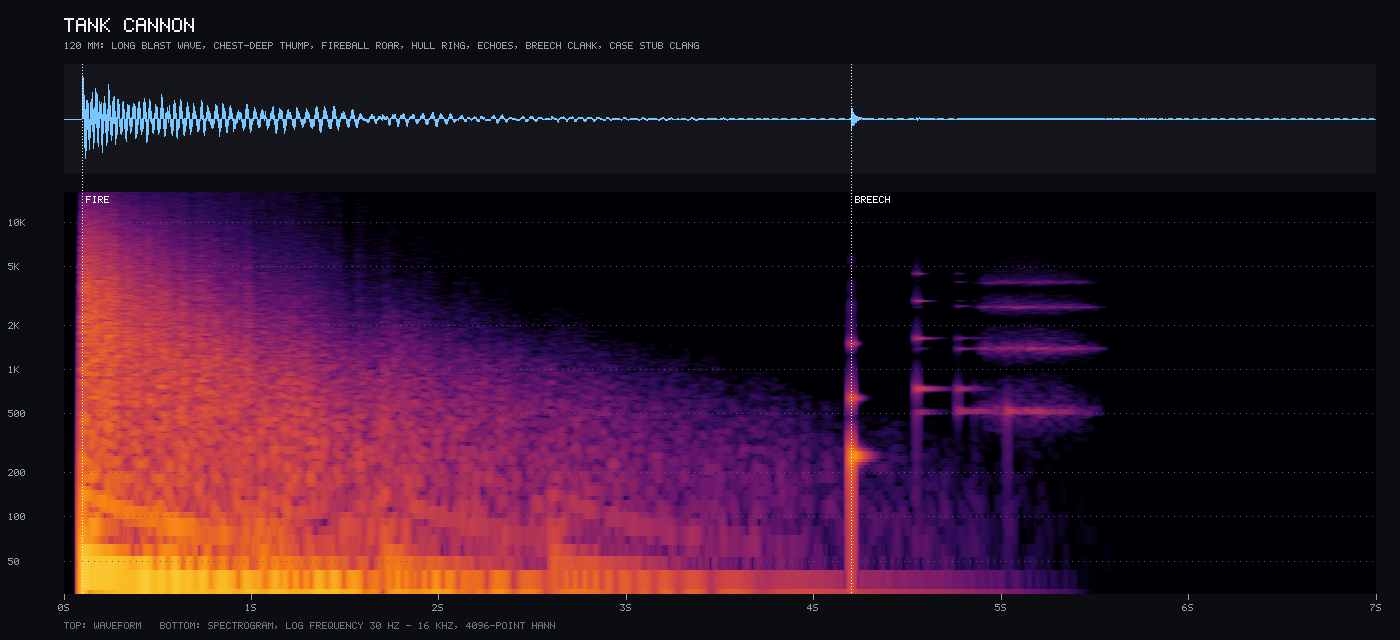 TANK CANNON
120 MM: LONG BLAST WAVE, CHEST-DEEP THUMP, FIREBALL ROAR, HULL RING, ECHOES, BREECH CLANK, CASE STUB CLANG
FIRE
BREECH
10K
5K
2K
1K
500
200
100
50
0S 1S 2S 3S 4S 5S 6S 7S
TOP: WAVEFORM BOTTOM: SPECTROGRAM, LOG FREQUENCY 30 HZ - 16 KHZ, 4096-POINT HANN